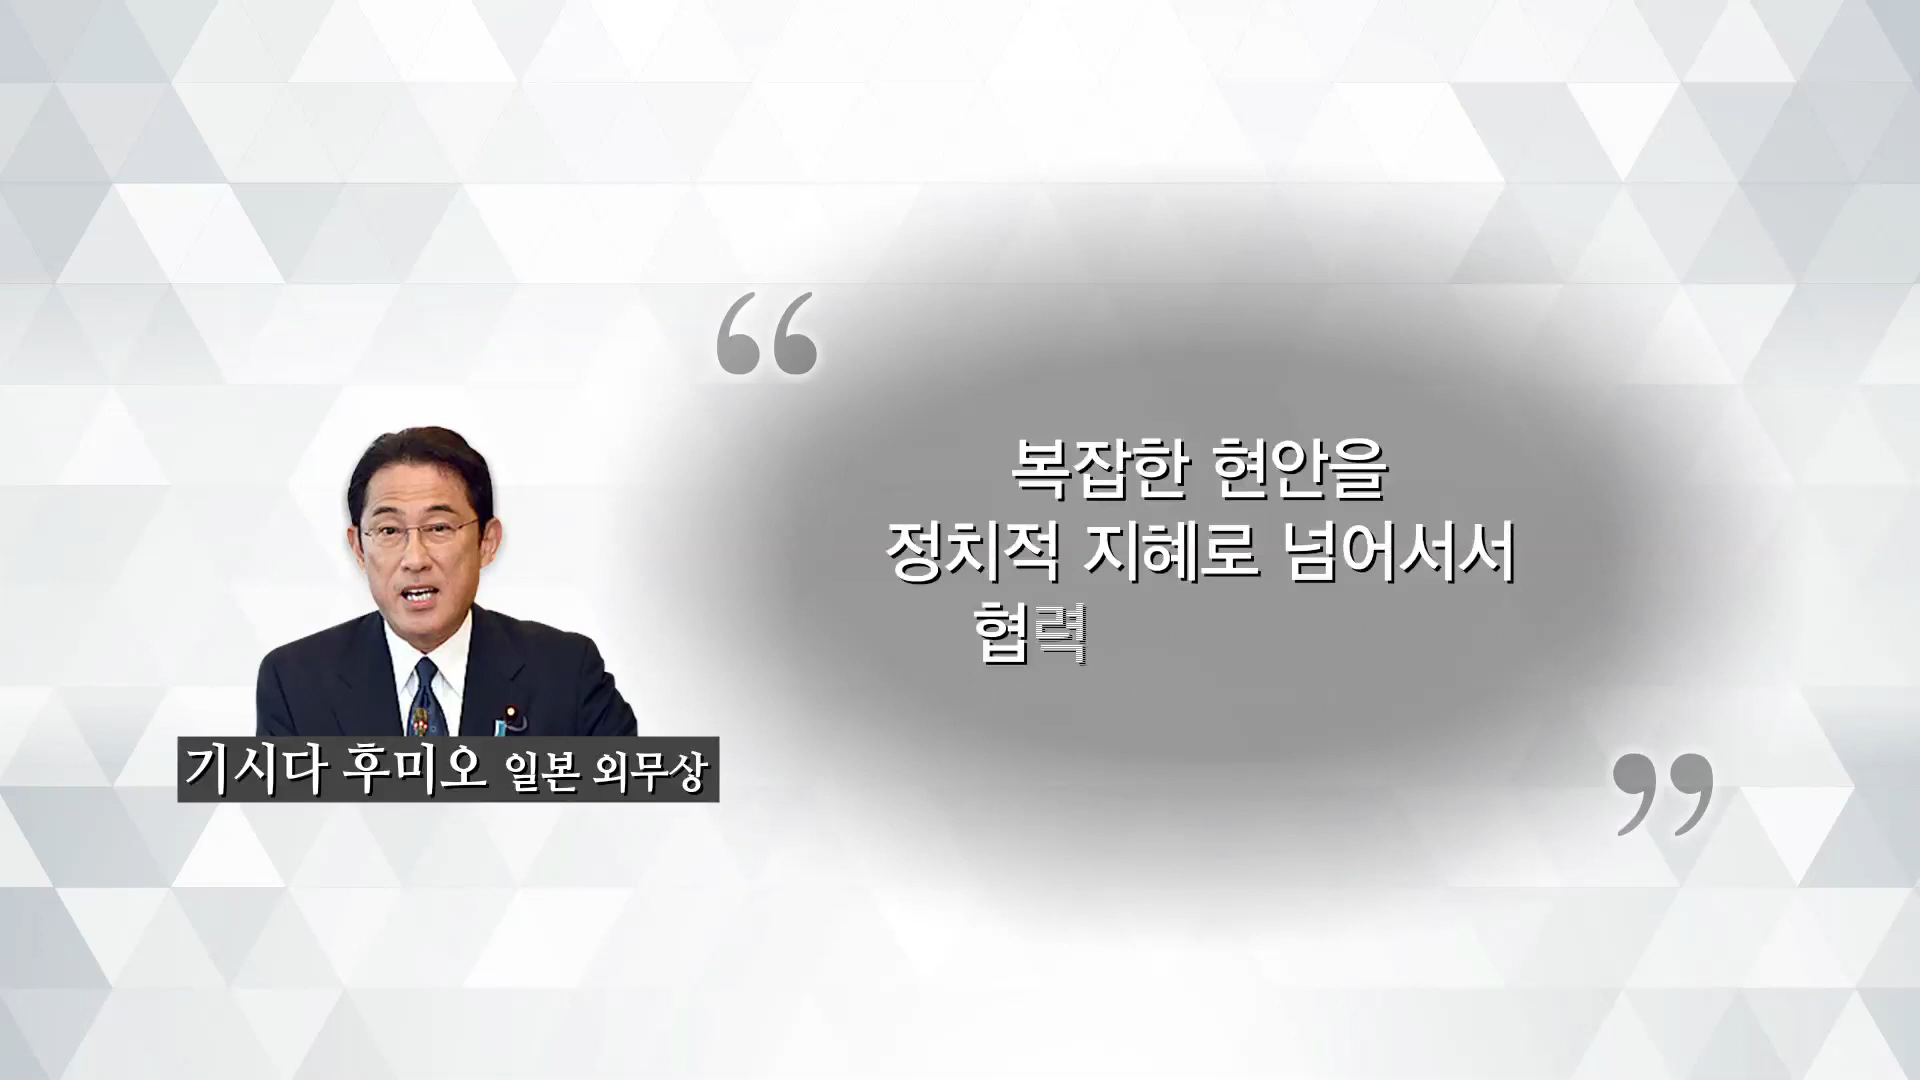 복잡한 현안을
정치적 지혜로 넘어서서
협력
기시다 후미오 일본 외무상